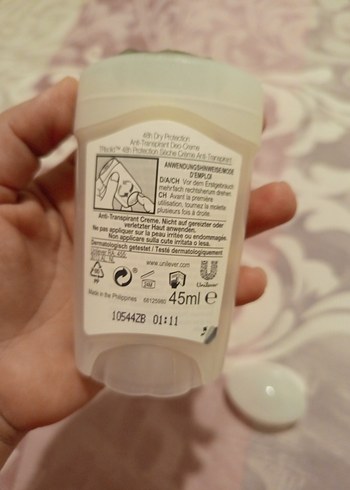 48h Dry Protection
Anti-Transpirant Deo-Creme
48h Protection Sèche Crème Anti-Transpirant
ANWENDUNGSHINWEISE/MODE
D'EMPLOI
D/A/CH Vor dem Erstgebrauch
mehrfach rechtsherum drehen.
CH Avant la première
utilisation, tournez la molette
plusieurs fois à droite.
Anti-Transpirant Creme. Nicht auf gereizter oder
verletzter Haut anwenden.
Ne pas appliquer sur la peau irritée ou endommagée.
Non applicare sulla cute irritata o lesa.
Dermatologisch getestet / Testé dermatologiquement
www.unilever.com
PP
24M
Unilever
Made in the Philippines
45ml e
10544ZB 01:11